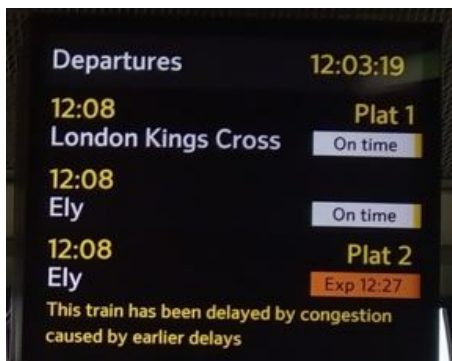 Departures 12:03:19
12:08 Plat 1
London Kings Cross On time
12:08
Ely On time
12:08 Plat 2
Ely Exp 12:27
This train has been delayed by congestion
caused by earlier delays